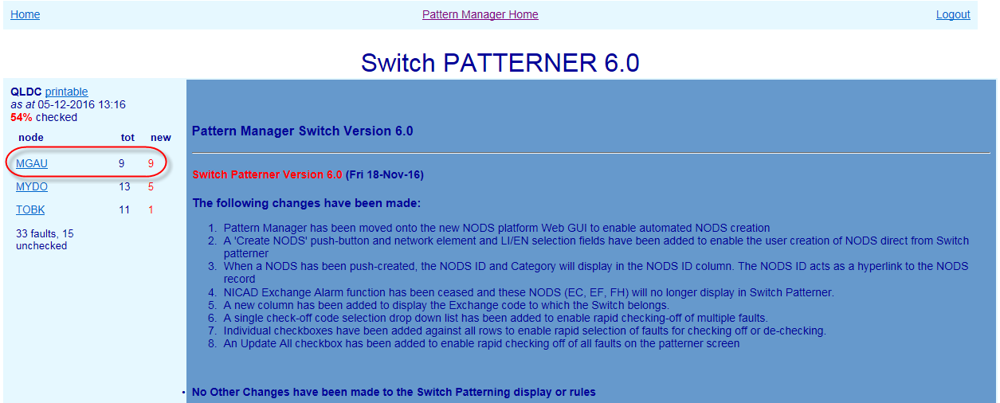 Home Pattern Manager Home Logout
Switch PATTERNER 6.0
QLDC printable
as at 05-12-2016 13:16
54% checked
node tot new
MGAU 9 9
MYDO 13 5
TOBK 11 1
33 faults, 15
unchecked
Pattern Manager Switch Version 6.0
Switch Patterner Version 6.0 (Fri 18-Nov-16)
The following changes have been made:
1. Pattern Manager has been moved onto the new NODS platform Web GUI to enable automated NODS creation
2. A 'Create NODS' push-button and network element and LI/EN selection fields have been added to enable the user creation of NODS direct from Switch
patterner
3. When a NODS has been push-created, the NODS ID and Category will display in the NODS ID column. The NODS ID acts as a hyperlink to the NODS
record
4. NICAD Exchange Alarm function has been ceased and these NODS (EC, EF, FH) will no longer display in Switch Patterner.
5. A new column has been added to display the Exchange code to which the Switch belongs.
6. A single check-off code selection drop down list has been added to enable rapid checking-off of multiple faults.
7. Individual checkboxes have been added against all rows to enable rapid selection of faults for checking off or de-checking.
8. An Update All checkbox has been added to enable rapid checking off of all faults on the patterner screen
• No Other Changes have been made to the Switch Patterning display or rules